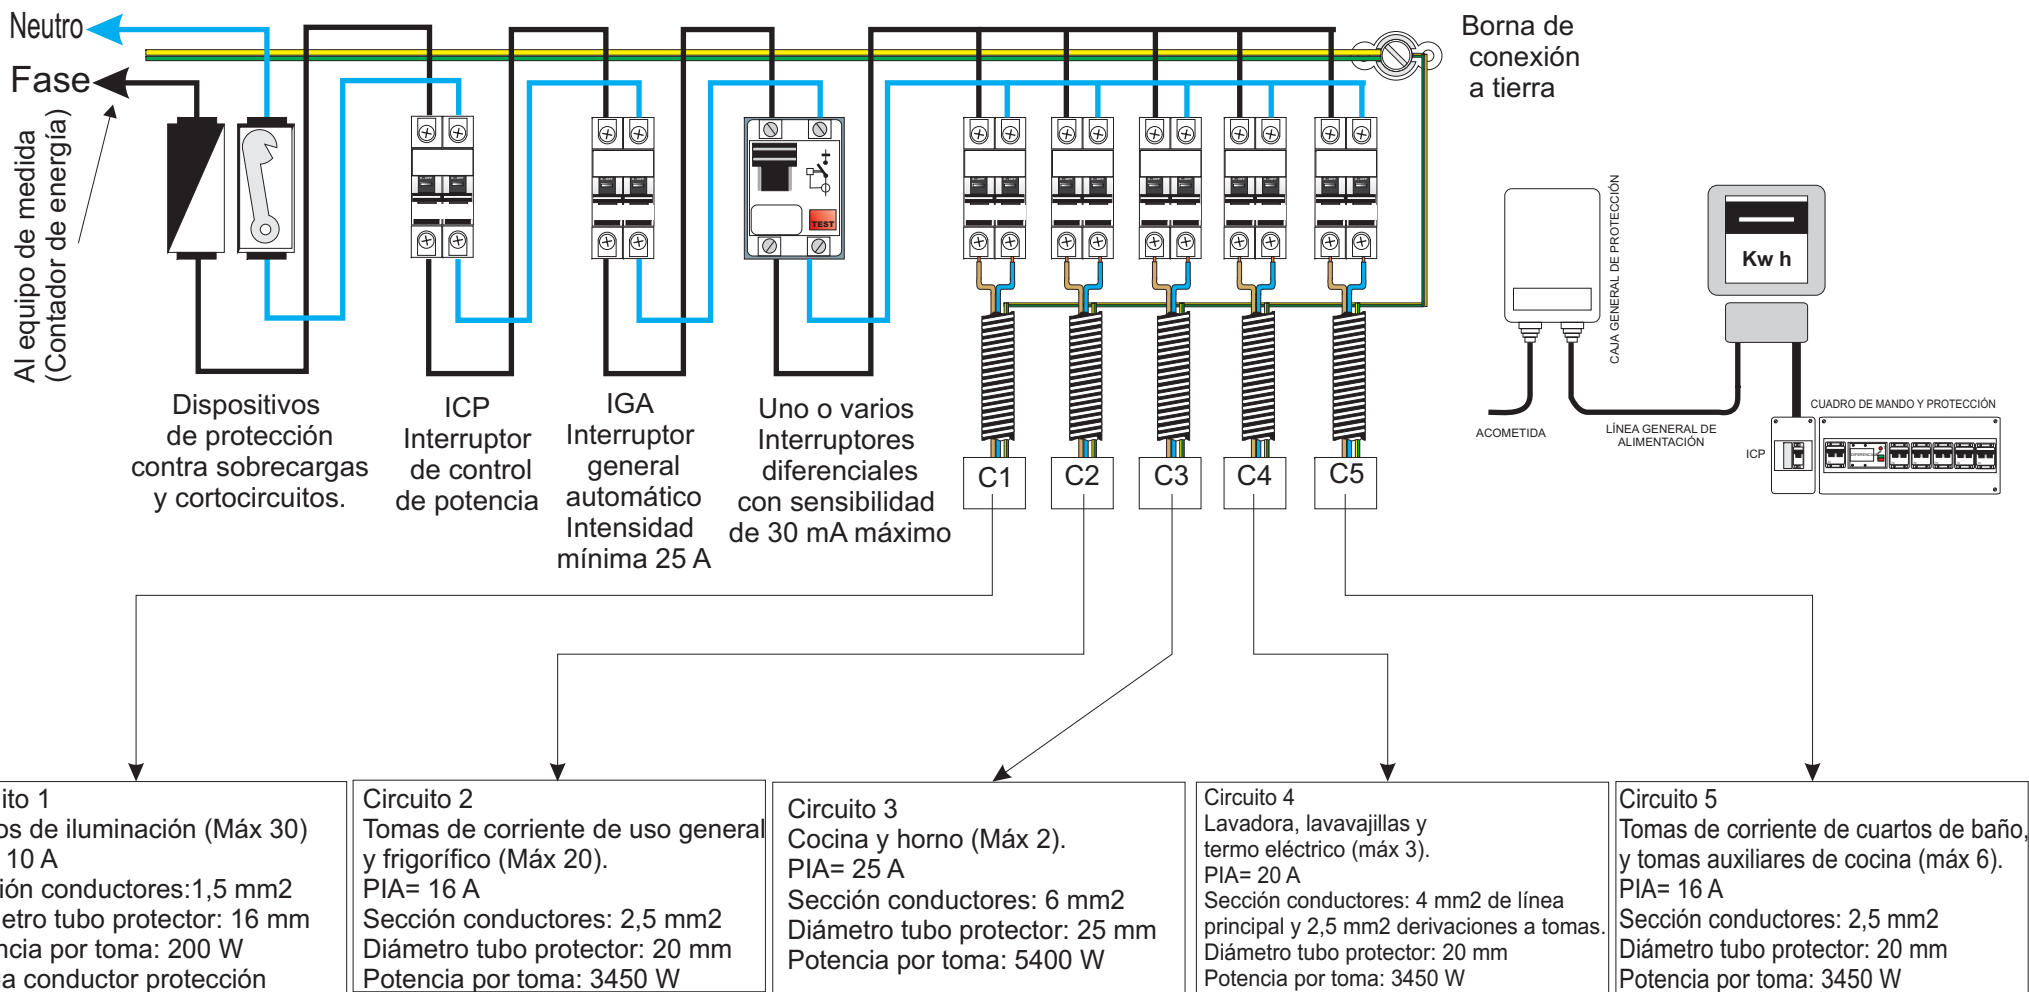 Neutro
Fase
Al equipo de medida
(Contador de energía)
Borna de
conexión
a tierra
TEST
Dispositivos
de protección
contra sobrecargas
y cortocircuitos.
ICP
Interruptor
de control
de potencia
IGA
Interruptor
general
automático
Intensidad
mínima 25 A
Uno o varios
Interruptores
diferenciales
con sensibilidad
de 30 mA máximo
C1
C2
C3
C4
C5
CAJA GENERAL DE PROTECCIÓN
Kw h
ACOMETIDA
LÍNEA GENERAL DE
ALIMENTACIÓN
CUADRO DE MANDO Y PROTECCIÓN
ICP
ito 1
os de iluminación (Máx 30)
10 A
ción conductores:1,5 mm2
metro tubo protector: 16 mm
ncia por toma: 200 W
a conductor protección
Circuito 2
Tomas de corriente de uso general
y frigorífico (Máx 20).
PIA= 16 A
Sección conductores: 2,5 mm2
Diámetro tubo protector: 20 mm
Potencia por toma: 3450 W
Circuito 3
Cocina y horno (Máx 2).
PIA= 25 A
Sección conductores: 6 mm2
Diámetro tubo protector: 25 mm
Potencia por toma: 5400 W
Circuito 4
Lavadora, lavavajillas y
termo eléctrico (máx 3).
PIA= 20 A
Sección conductores: 4 mm2 de línea
principal y 2,5 mm2 derivaciones a tomas.
Diámetro tubo protector: 20 mm
Potencia por toma: 3450 W
Circuito 5
Tomas de corriente de cuartos de baño,
y tomas auxiliares de cocina (máx 6).
PIA= 16 A
Sección conductores: 2,5 mm2
Diámetro tubo protector: 20 mm
Potencia por toma: 3450 W